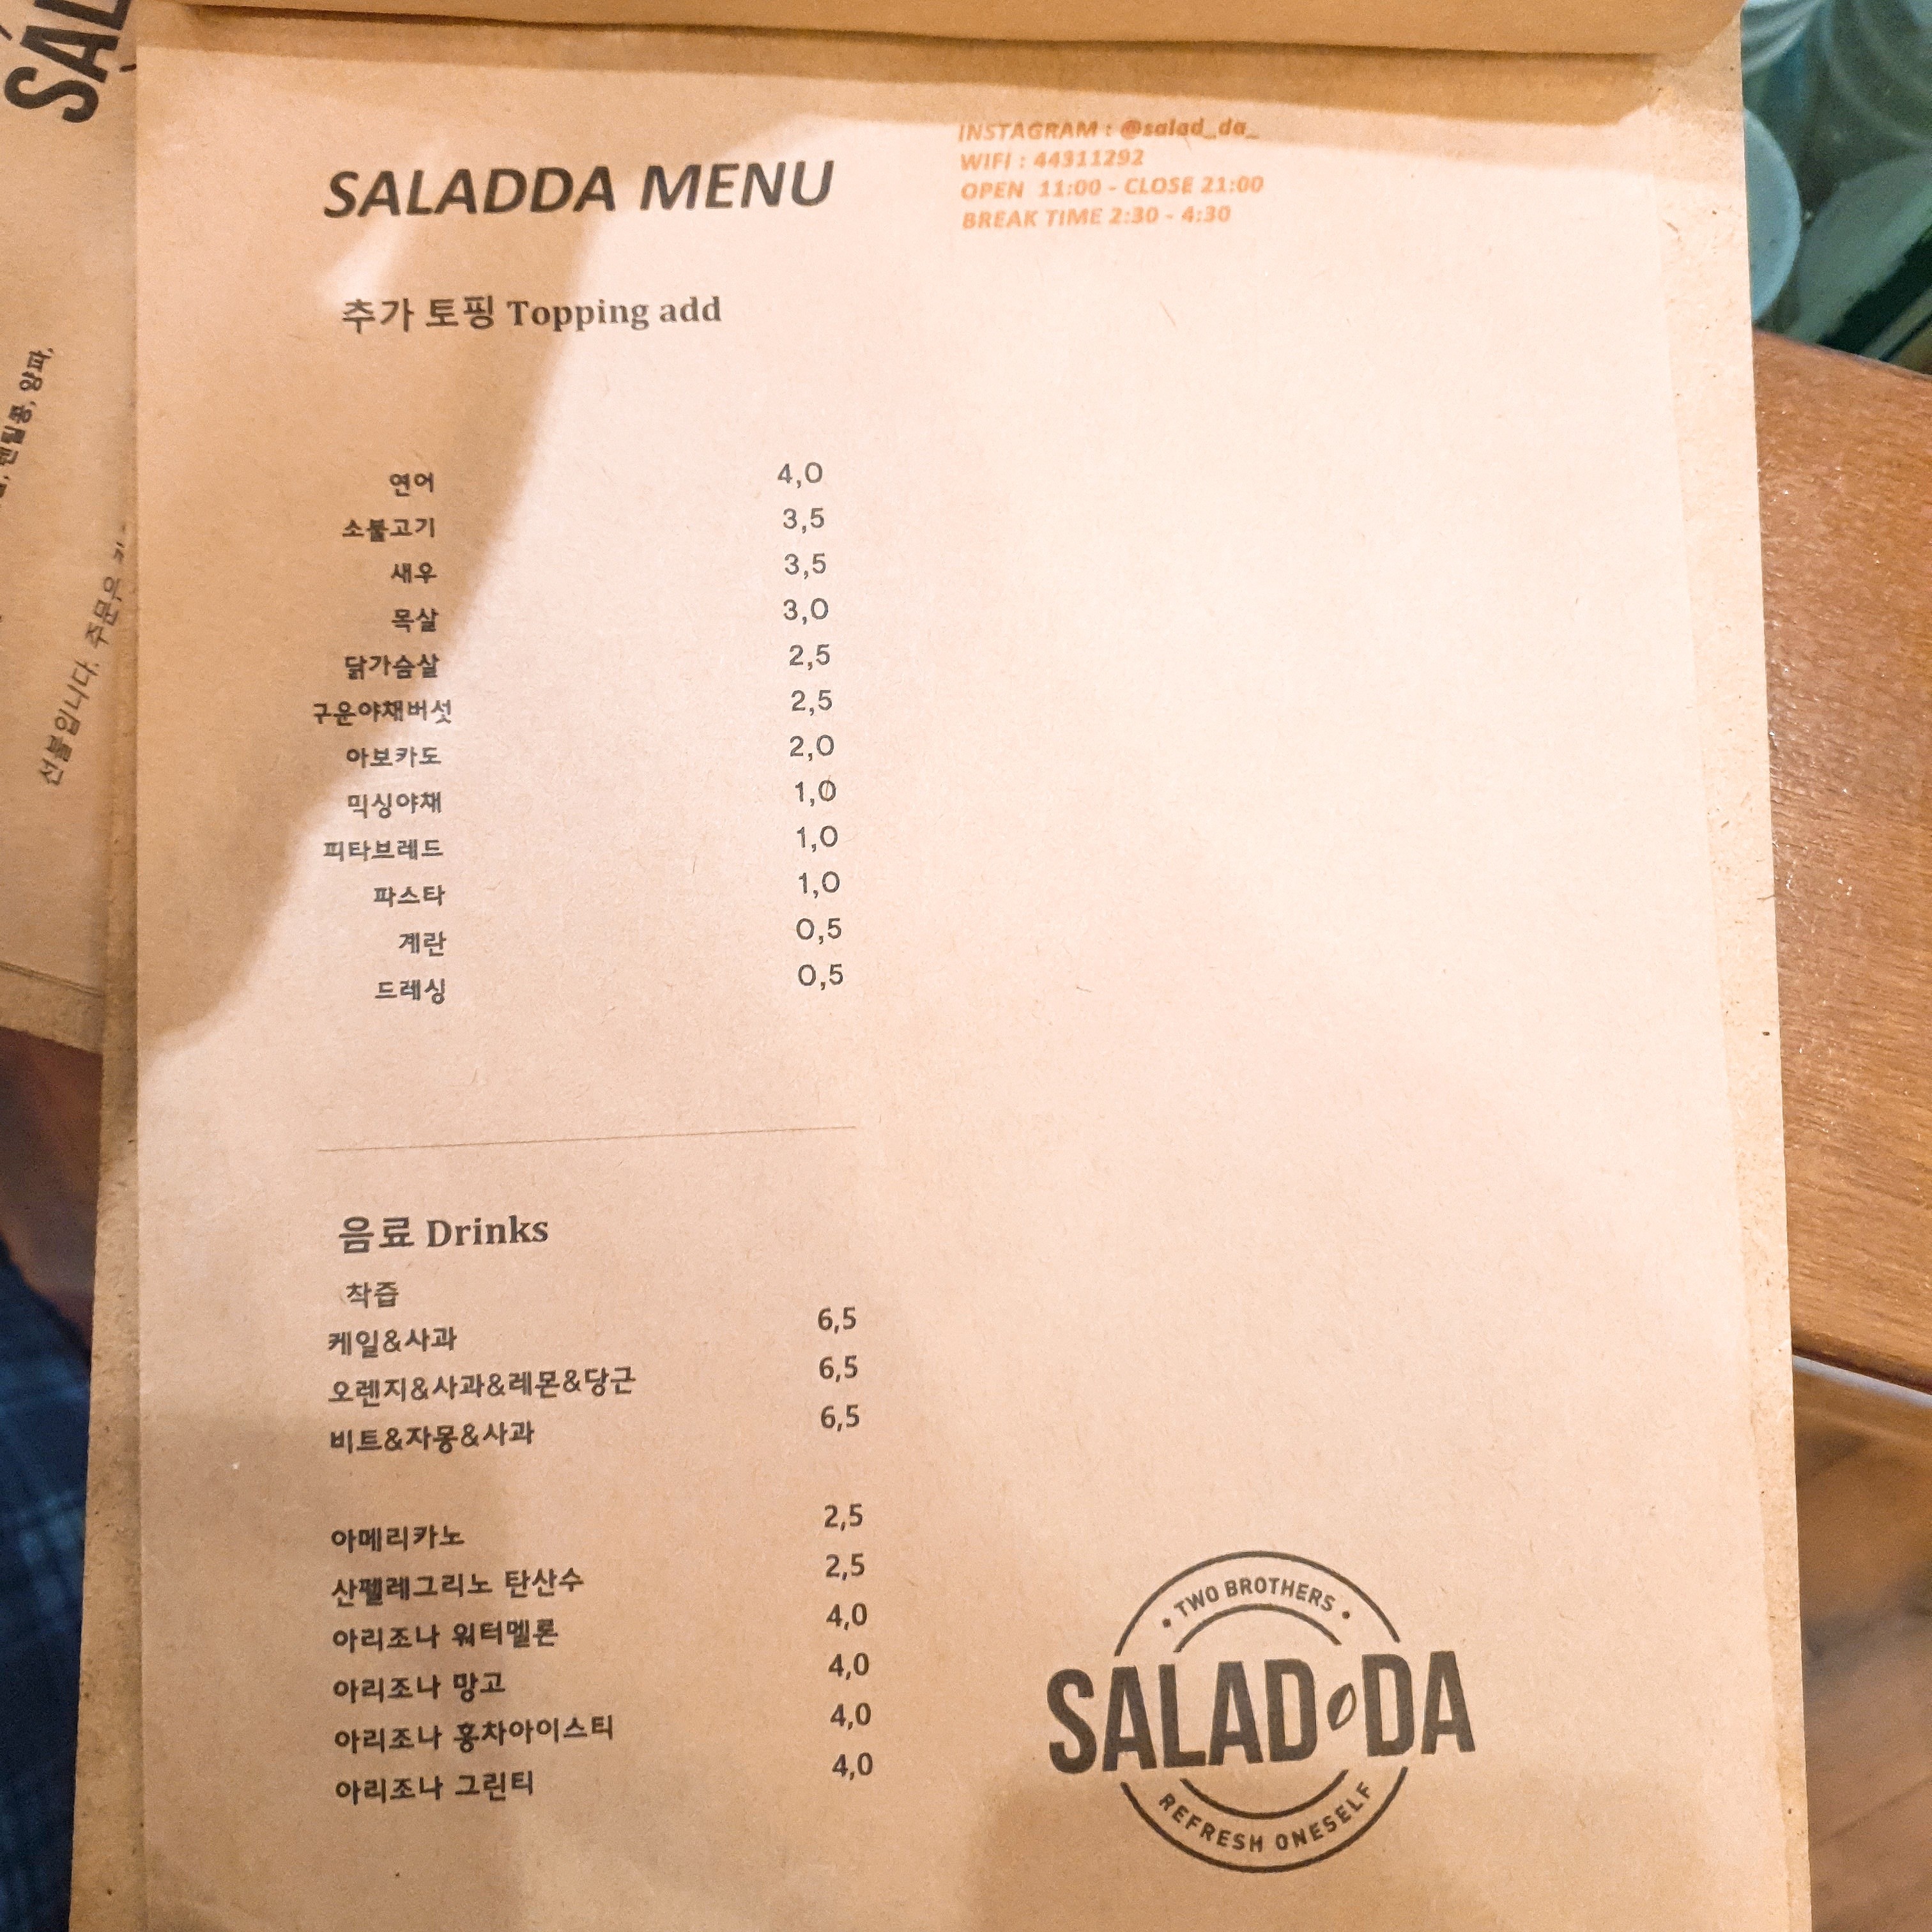 SAL
렌틸콩, 양파,
선불입니다. 주문은
SALADDA MENU
INSTAGRAM : @salad_da_
WIFI : 44311292
OPEN 11:00 - CLOSE 21:00
BREAK TIME 2:30 - 4:30
추가 토핑 Topping add
연어 4,0
소불고기 3,5
새우 3,5
목살 3,0
닭가슴살 2,5
구운야채버섯 2,5
아보카도 2,0
믹싱야채 1,0
피타브레드 1,0
파스타 1,0
계란 0,5
드레싱 0,5
음료 Drinks
착즙
케일&사과 6,5
오렌지&사과&레몬&당근 6,5
비트&자몽&사과 6,5
아메리카노 2,5
산펠레그리노 탄산수 2,5
아리조나 워터멜론 4,0
아리조나 망고 4,0
아리조나 홍차아이스티 4,0
아리조나 그린티 4,0
• TWO BROTHERS •
SALAD DA
REFRESH ONESELF